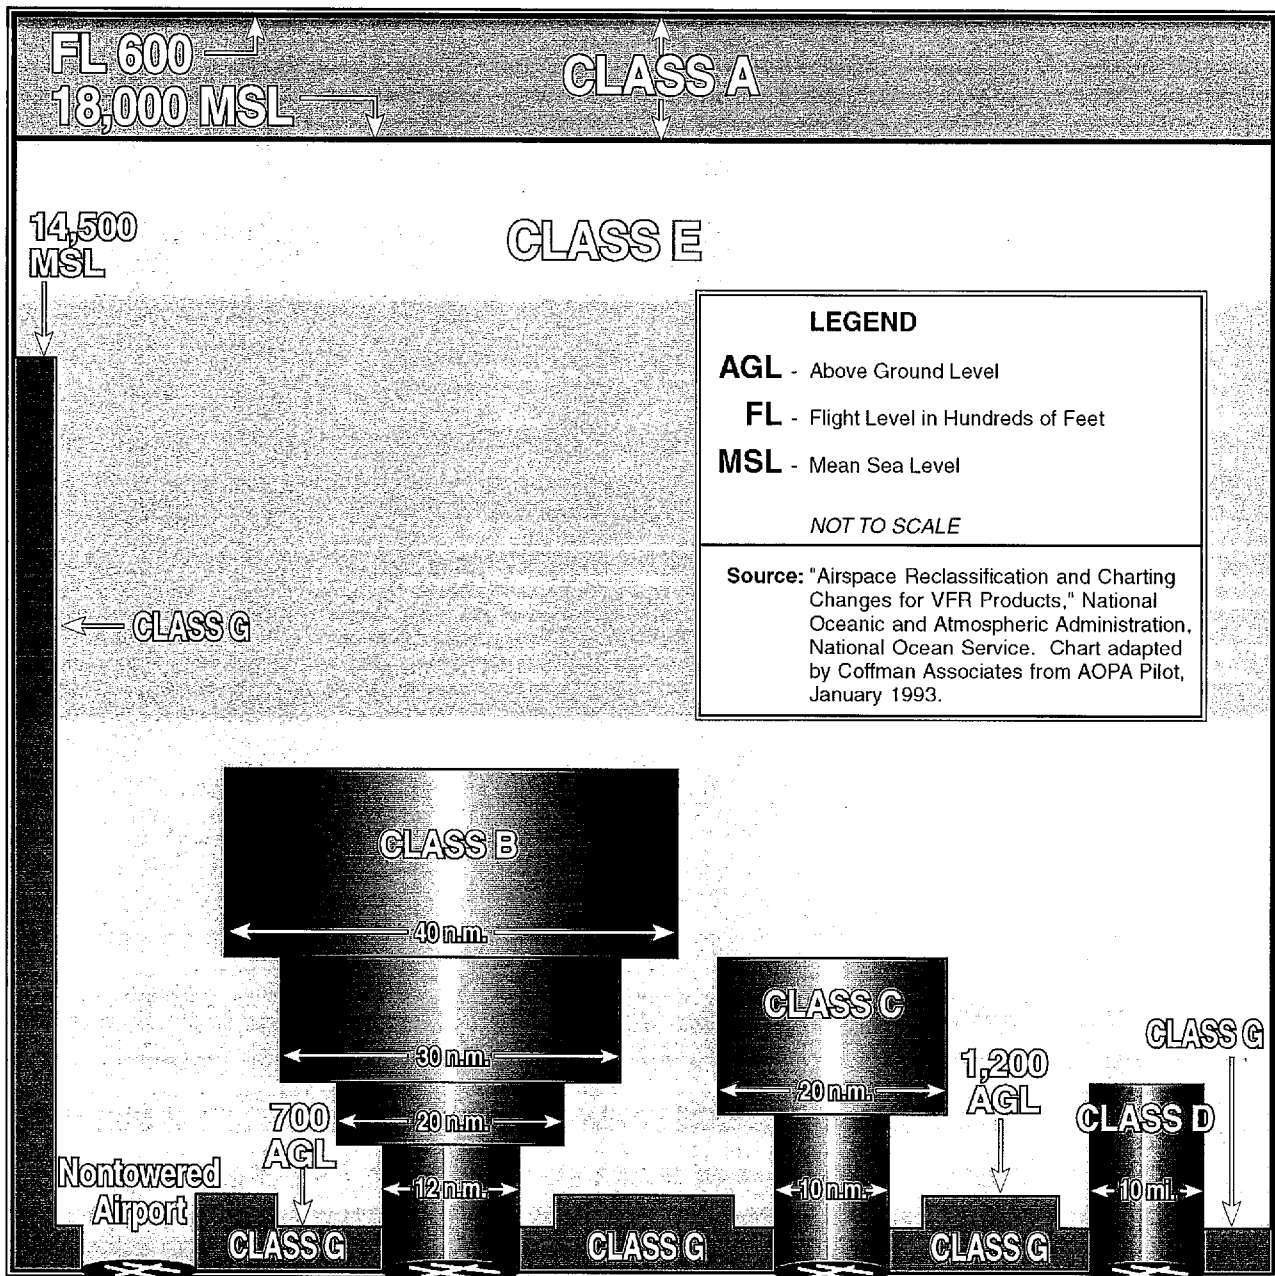 FL 600
18,000 MSL
CLASS A
14,500
MSL
CLASS E
LEGEND
AGL - Above Ground Level
FL - Flight Level in Hundreds of Feet
MSL - Mean Sea Level
NOT TO SCALE
Source: "Airspace Reclassification and Charting
Changes for VFR Products," National
Oceanic and Atmospheric Administration,
National Ocean Service. Chart adapted
by Coffman Associates from AOPA Pilot,
January 1993.
CLASS G
CLASS B
40 n.m.
30 n.m.
20 n.m.
12 n.m.
CLASS C
20 n.m.
10 n.m.
CLASS G
1,200
AGL
CLASS D
10 mi.
700
AGL
Nontowered
Airport
CLASS G
CLASS G
CLASS G